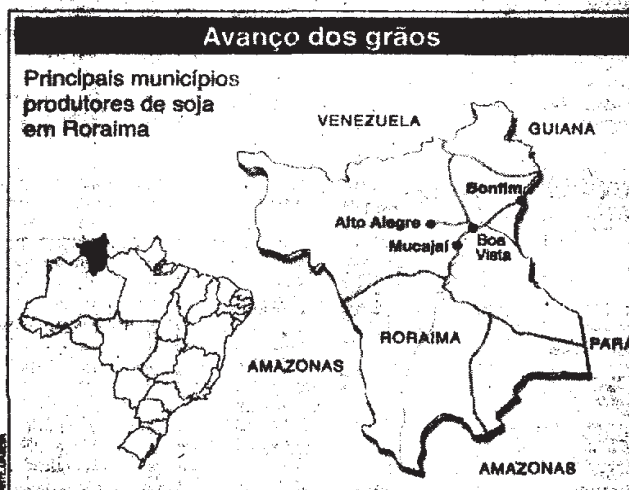 Avanço dos grãos
Principais municípios
produtores de soja
em Roraima
VENEZUELA
GUIANA
Bonfim
Alto Alegre
Mucajaí
Boa
Vista
RORAIMA
PARÁ
AMAZONAS
AMAZONAS